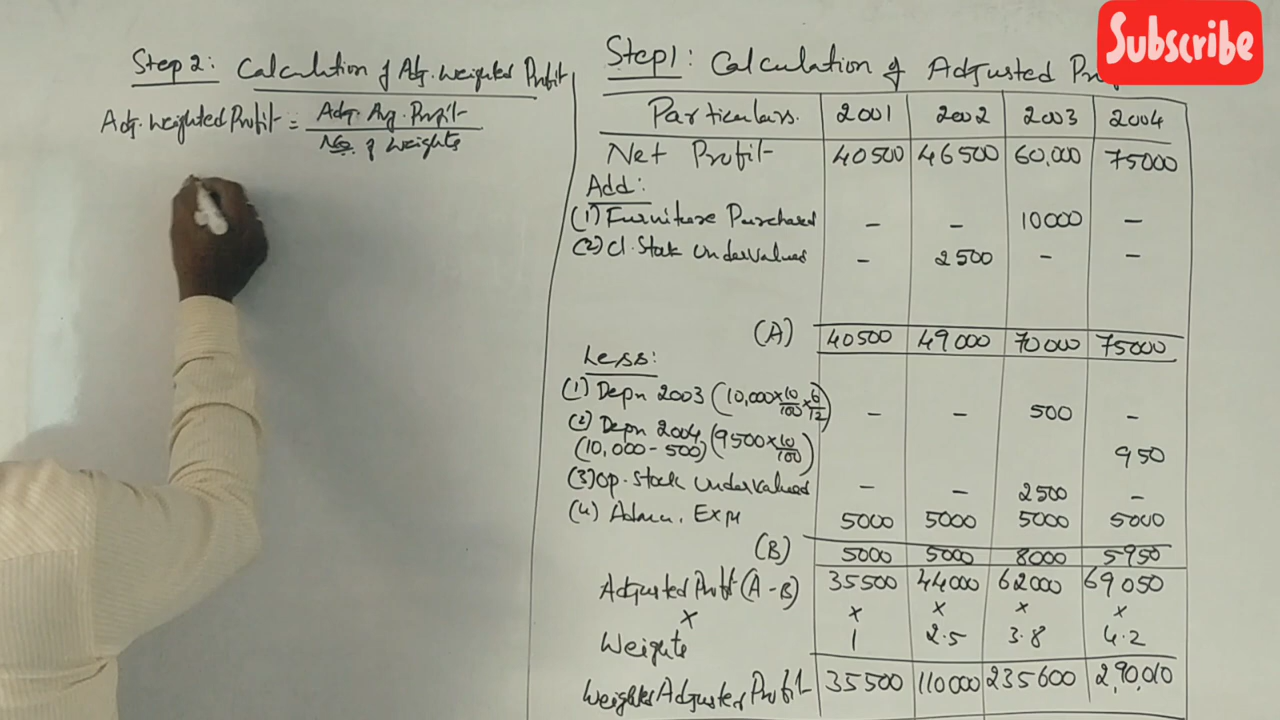 Subscribe
Step 2: Calculation of Adj. Weighted Profit
Adj. Weighted Profit = Adj. Avg. Profit / No. of Weights
Step 1: Calculation of Adjusted
Particulars 2001 2002 2003 2004
Net Profit 40500 46500 60,000 75000
Add:
(1) Furniture Purchased - - 10000 -
(2) Cl. Stock Undervalued - 2500 - -
(A) 40500 49000 70000 75000
Less:
(1) Depn 2003 (10,000×10/100×6/12) - - 500 -
(2) Depn 2004 (9500×10/100)
(10,000-500) 950
(3) Op. Stock Undervalued - - 2500 -
(4) Admn. Exp 5000 5000 5000 5000
(B) 5000 5000 8000 5950
Adjusted Profit (A-B) 35500 44000 62000 69050
× × × × ×
Weights 1 2.5 3.8 4.2
Weighted Adjusted Profit 35500 110000 235600 2,90,010